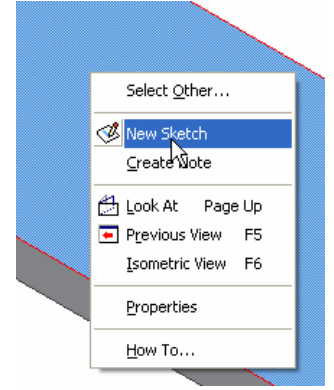 Select Other...
New Sketch
Create Note
Look At Page Up
Previous View F5
Isometric View F6
Properties
How To...